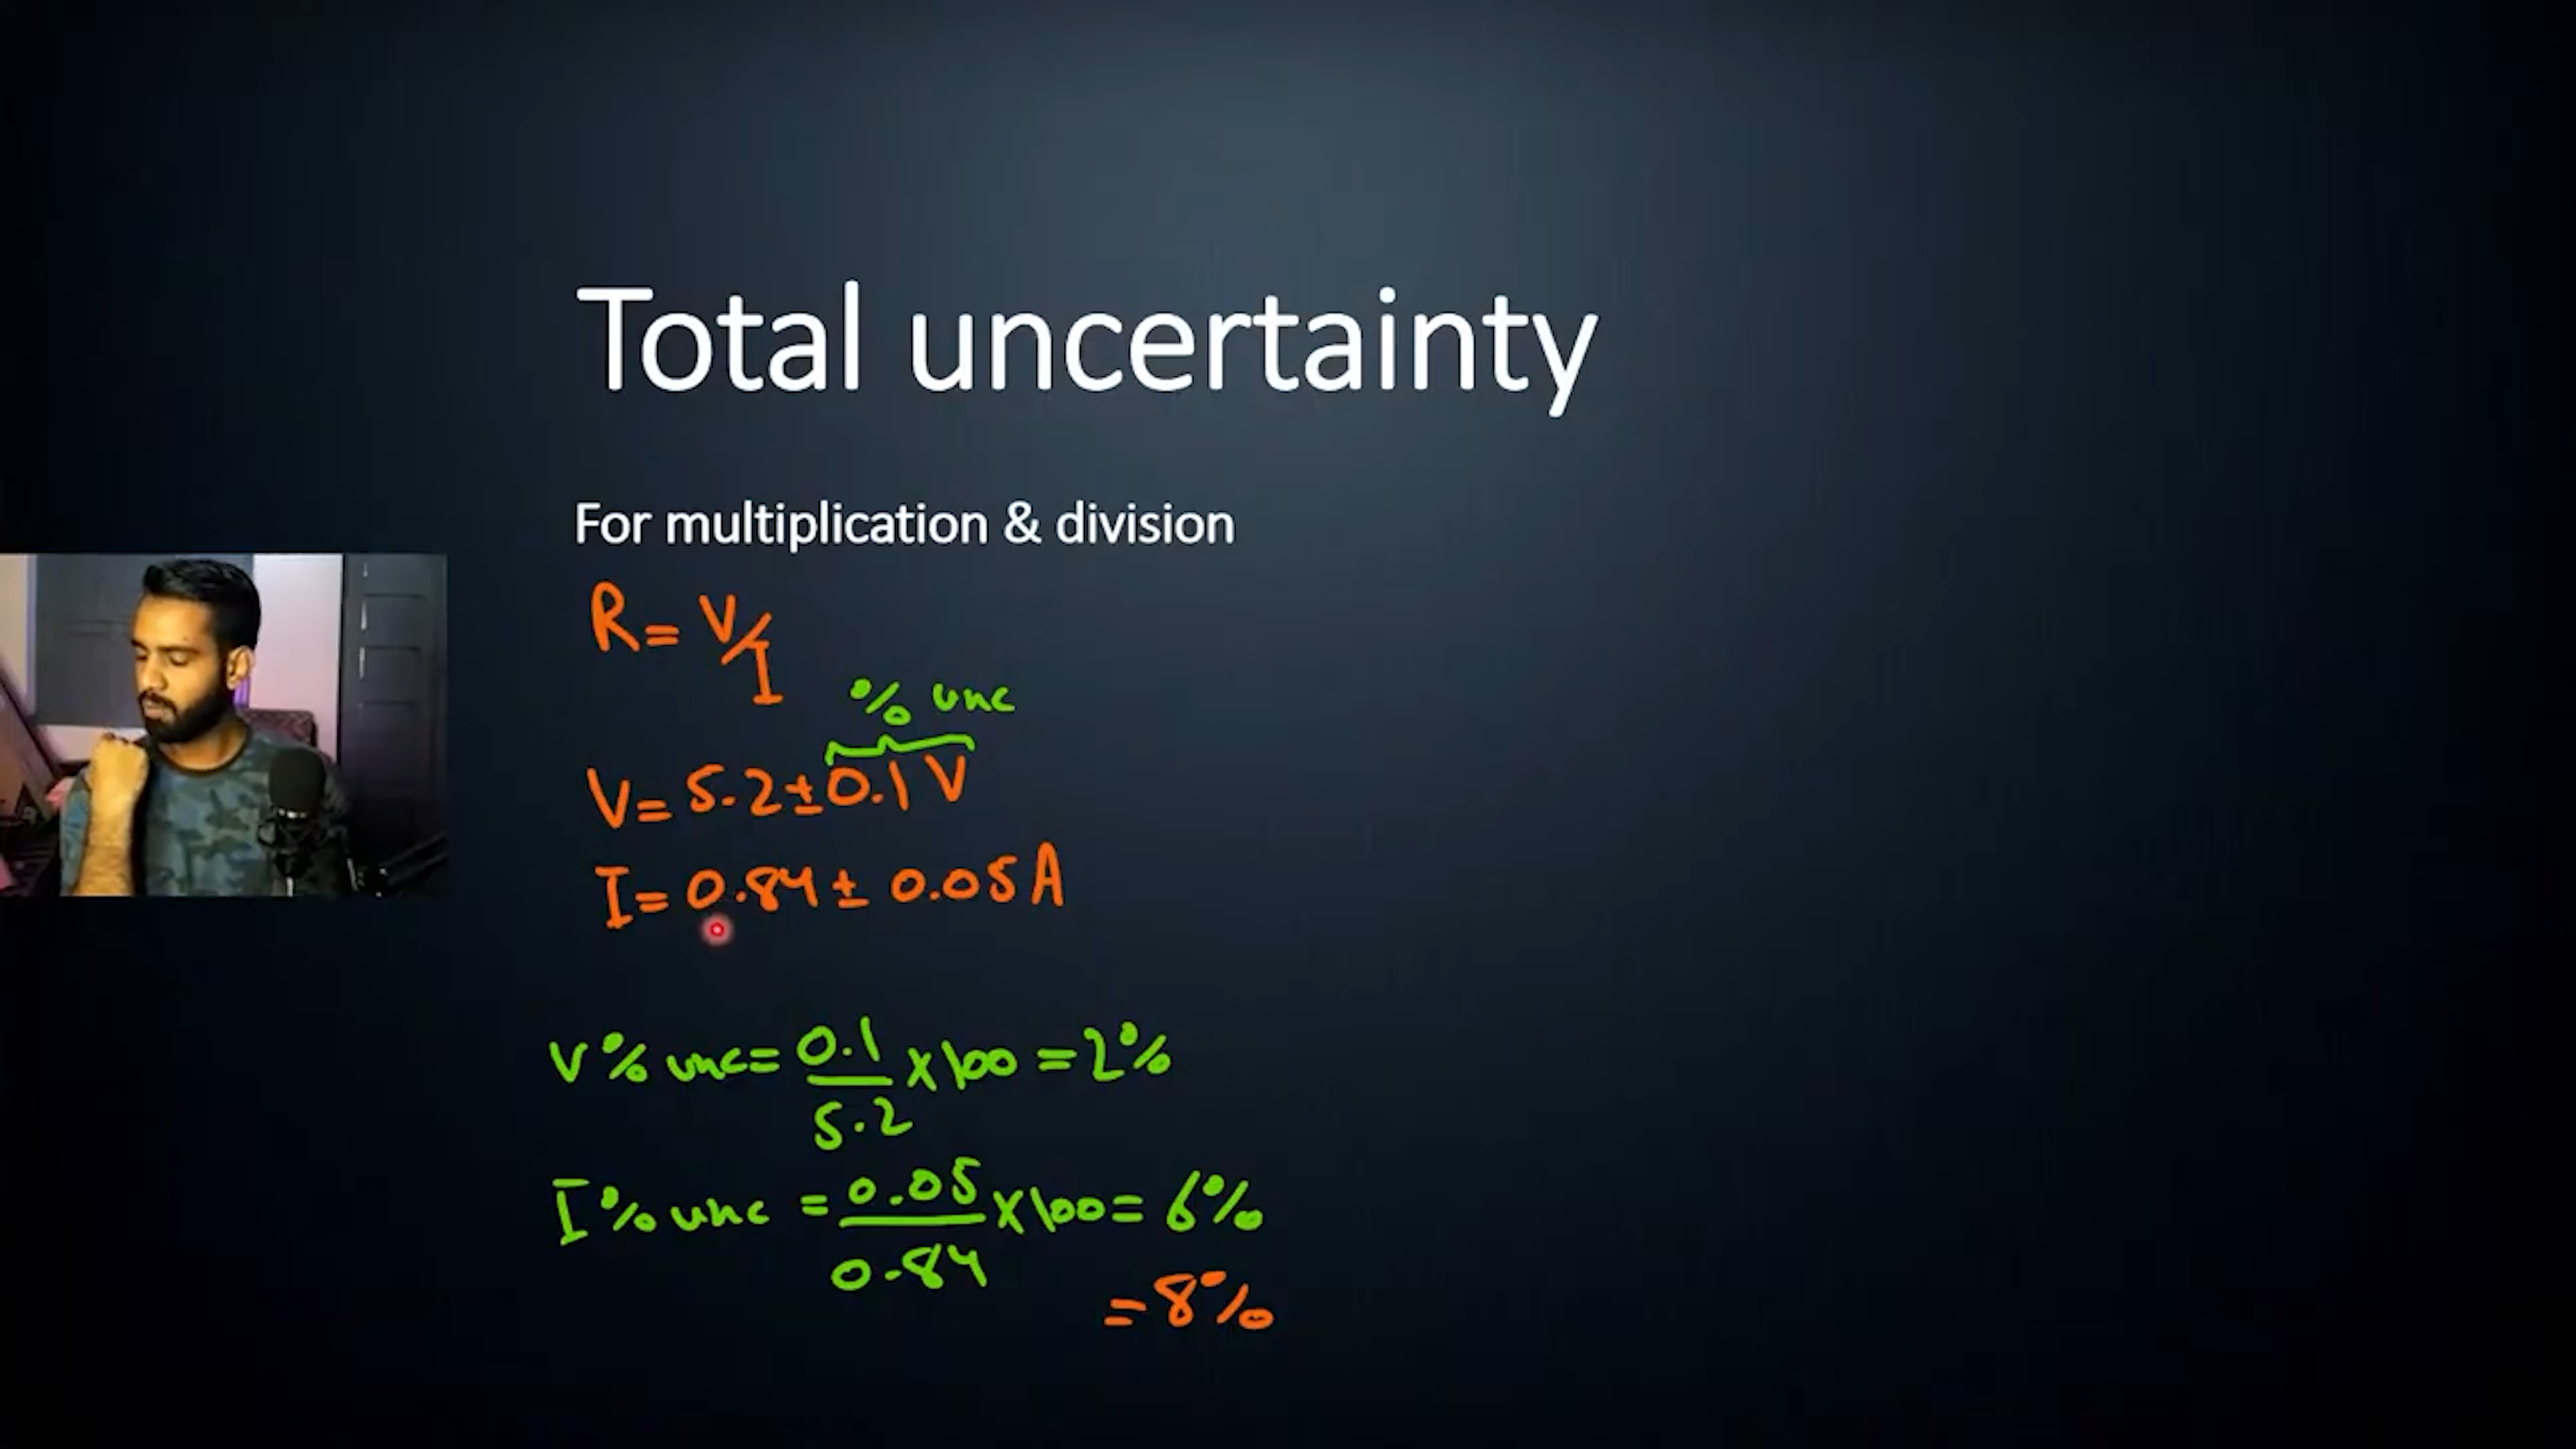 Total uncertainty
For multiplication & division
R = V/I
% unc
V = 5.2 ± 0.1 V
I = 0.84 ± 0.05 A
V % unc = 0.1/5.2 x 100 = 2%
I % unc = 0.05/0.84 x 100 = 6%
= 8%